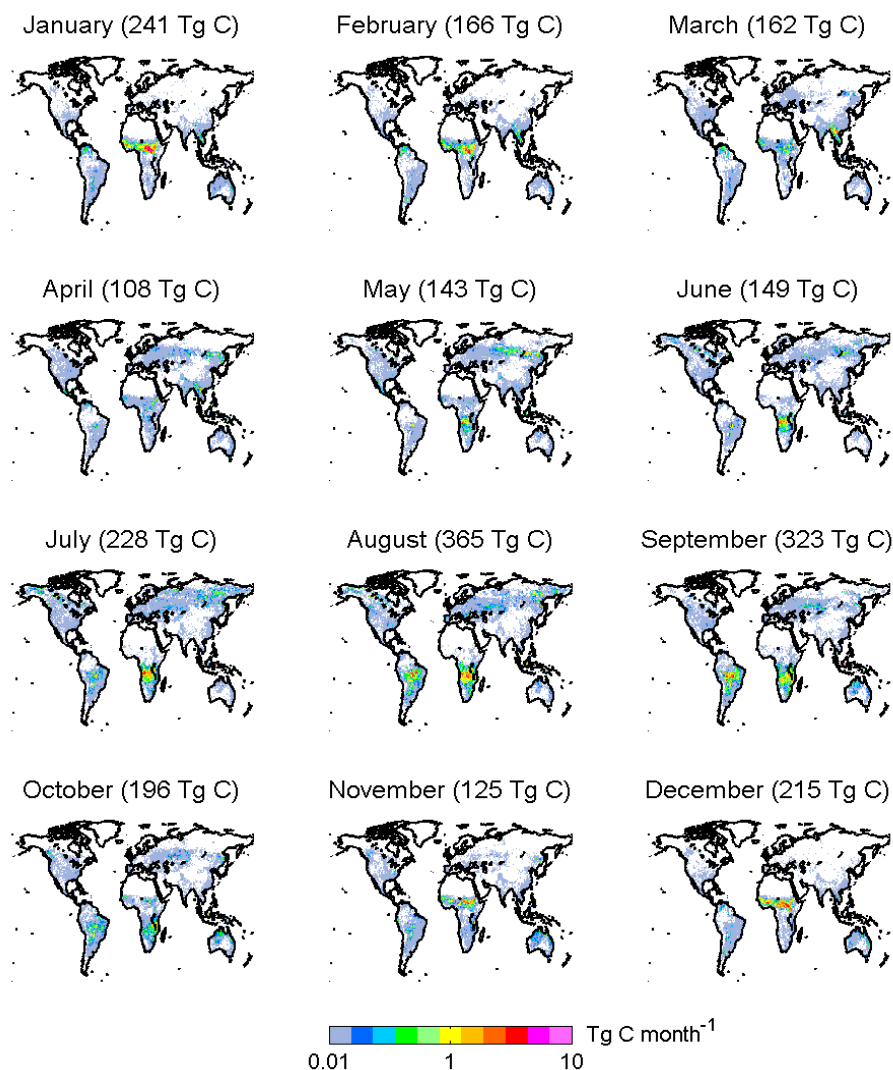 January (241 Tg C) February (166 Tg C) March (162 Tg C)
April (108 Tg C) May (143 Tg C) June (149 Tg C)
July (228 Tg C) August (365 Tg C) September (323 Tg C)
October (196 Tg C) November (125 Tg C) December (215 Tg C)
Tg C month⁻¹
0.01 1 10